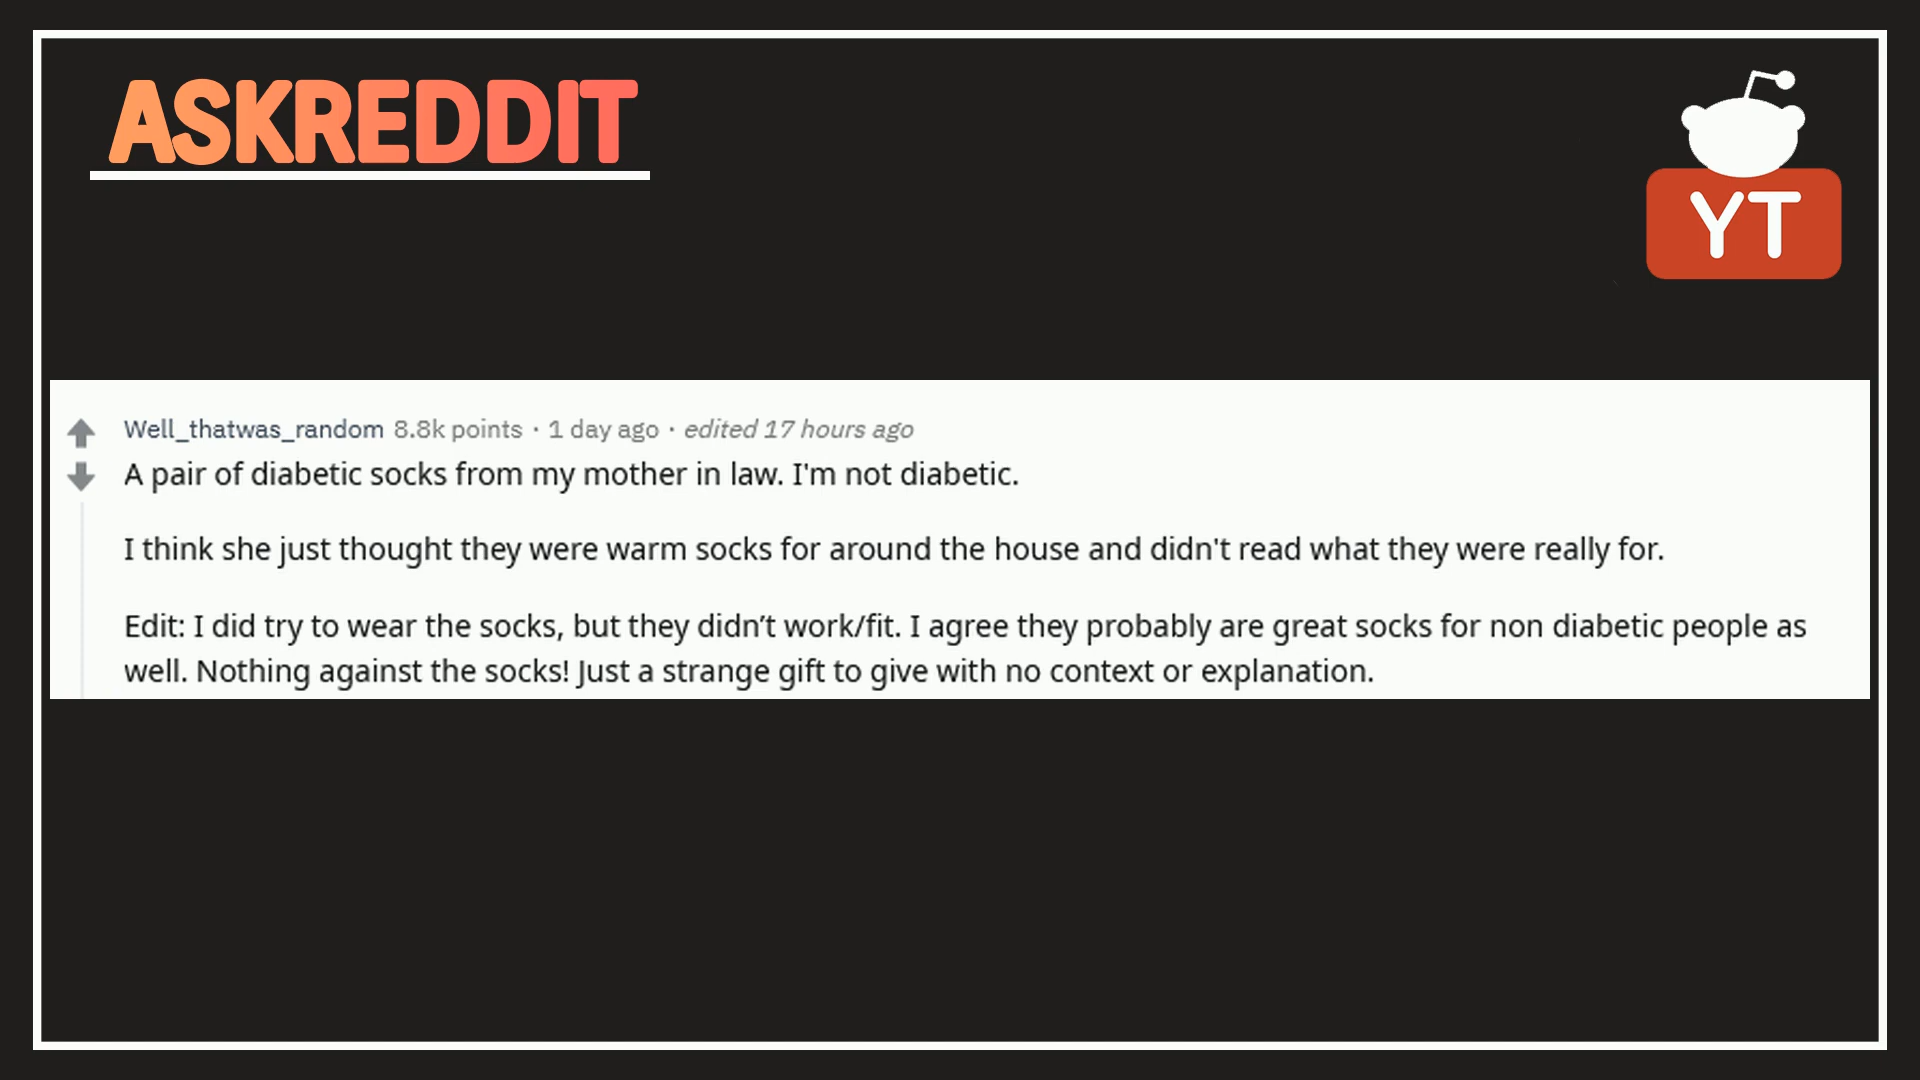 ASKREDDIT
YT
Well_thatwas_random 8.8k points · 1 day ago · edited 17 hours ago
A pair of diabetic socks from my mother in law. I'm not diabetic.
I think she just thought they were warm socks for around the house and didn't read what they were really for.
Edit: I did try to wear the socks, but they didn’t work/fit. I agree they probably are great socks for non diabetic people as
well. Nothing against the socks! Just a strange gift to give with no context or explanation.